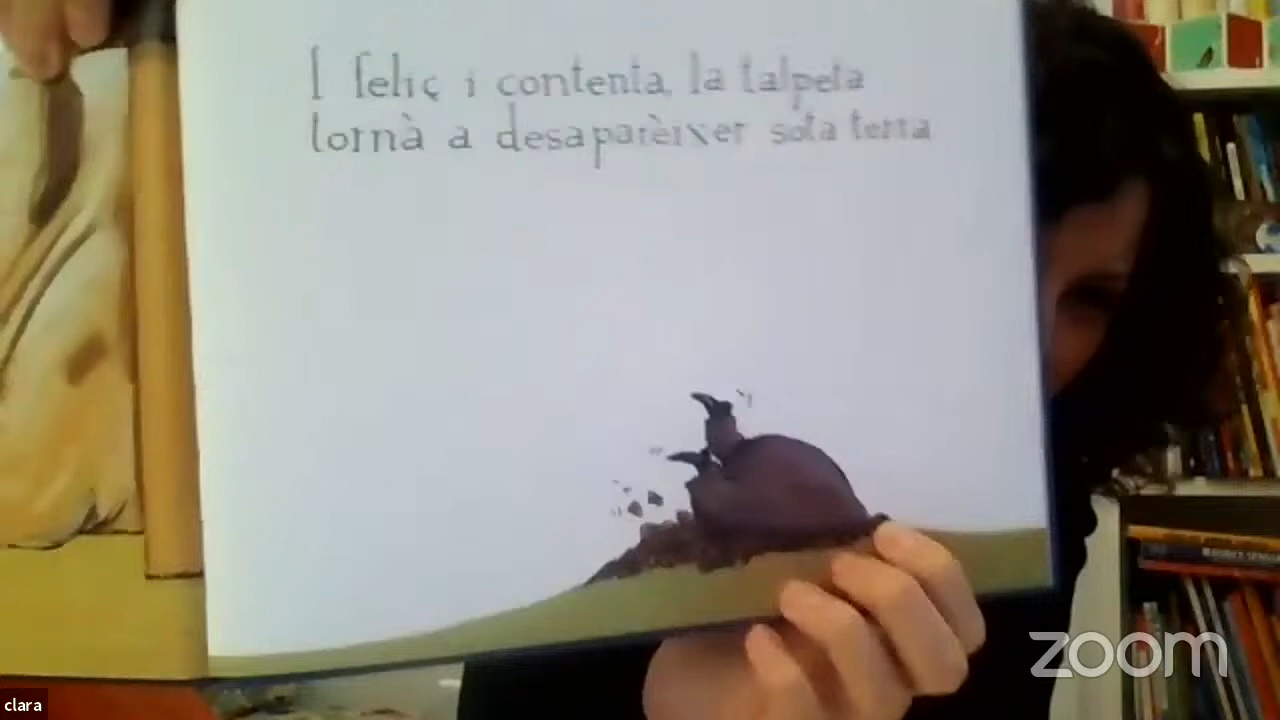 I feliç i contenta, la talpeta
tornà a desaparèixer sota terra
zoom
clara